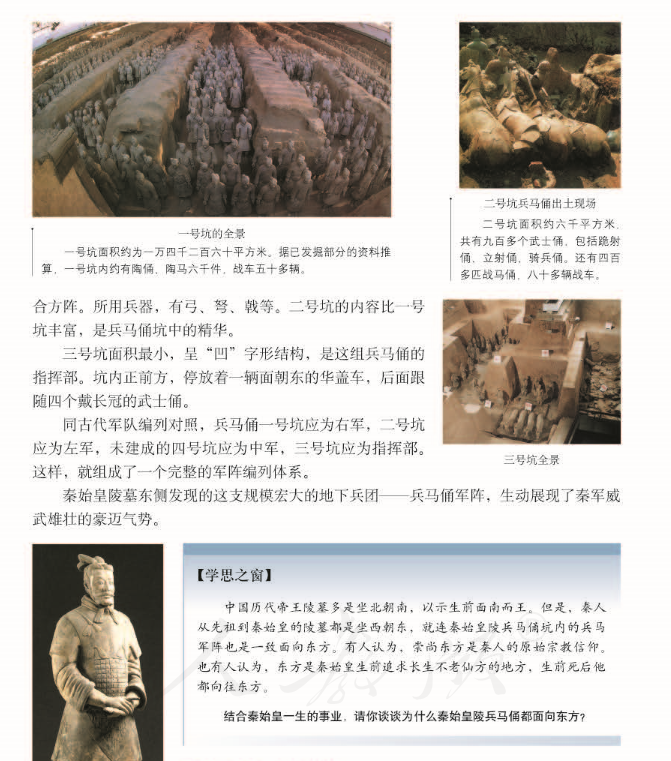 一号坑的全景
一号坑面积约为一万四千二百六十平方米。据已发掘部分的资料推
算，一号坑内约有陶俑、陶马六千件，战车五十多辆。
二号坑兵马俑出土现场
二号坑面积约六千平方米，
共有九百多个武士俑，包括跪射
俑、立射俑、骑兵俑。还有四百
多匹战马俑，八十多辆战车。
合方阵。所用兵器，有弓、弩、戟等。二号坑的内容比一号
坑丰富，是兵马俑坑中的精华。
三号坑面积最小，呈“凹”字形结构，是这组兵马俑的
指挥部。坑内正前方，停放着一辆面朝东的华盖车，后面跟
随四个戴长冠的武士俑。
同古代军队编列对照，兵马俑一号坑应为右军，二号坑
应为左军，未建成的四号坑应为中军，三号坑应为指挥部。
这样，就组成了一个完整的军阵编列体系。
三号坑全景
秦始皇陵墓东侧发现的这支规模宏大的地下兵团——兵马俑军阵，生动展现了秦军威
武雄壮的豪迈气势。
【学思之窗】
中国历代帝王陵墓多是坐北朝南，以示生前面南而王。但是，秦人
从先祖到秦始皇的陵墓都是坐西朝东，就连秦始皇陵兵马俑坑内的兵马
军阵也是一致面向东方。有人认为，崇尚东方是秦人的原始宗教信仰。
也有人认为，东方是秦始皇生前追求长生不老仙方的地方，生前死后他
都向往东方。
结合秦始皇一生的事业，请你谈谈为什么秦始皇陵兵马俑都面向东方？